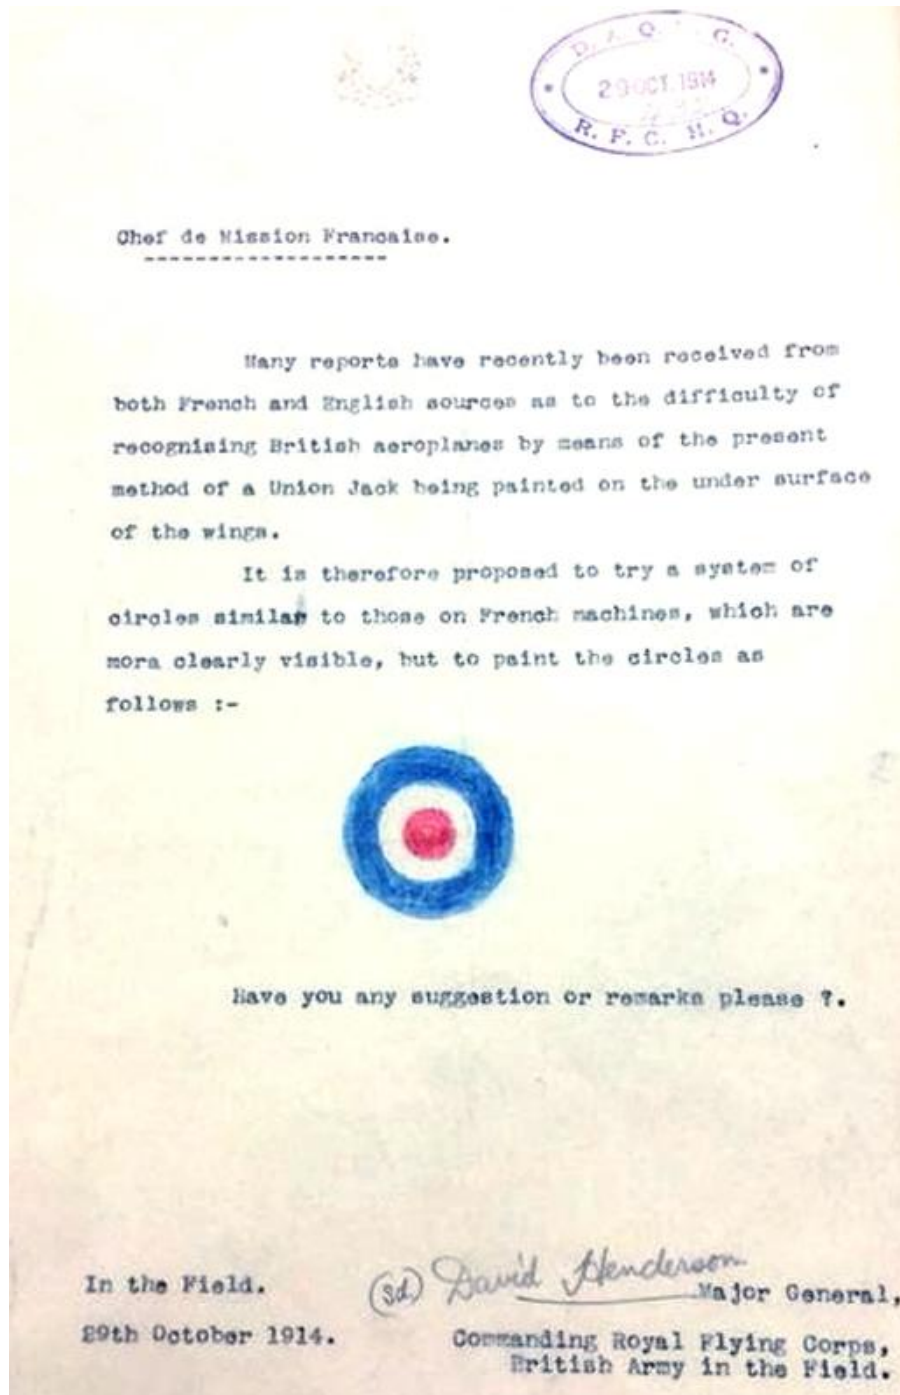 D. A. Q. G.
29 OCT. 1914
R. F. C. H. Q.
Chef de Mission Francaise.
-------------------
Many reports have recently been received from
both French and English sources as to the difficulty of
recognising British aeroplanes by means of the present
method of a Union Jack being painted on the under surface
of the wings.
It is therefore proposed to try a system of
circles similar to those on French machines, which are
mora clearly visible, but to paint the circles as
follows :-
Have you any suggestion or remarks please ?.
(sd) David Henderson
In the Field. Major General,
29th October 1914. Commanding Royal Flying Corps,
British Army in the Field.